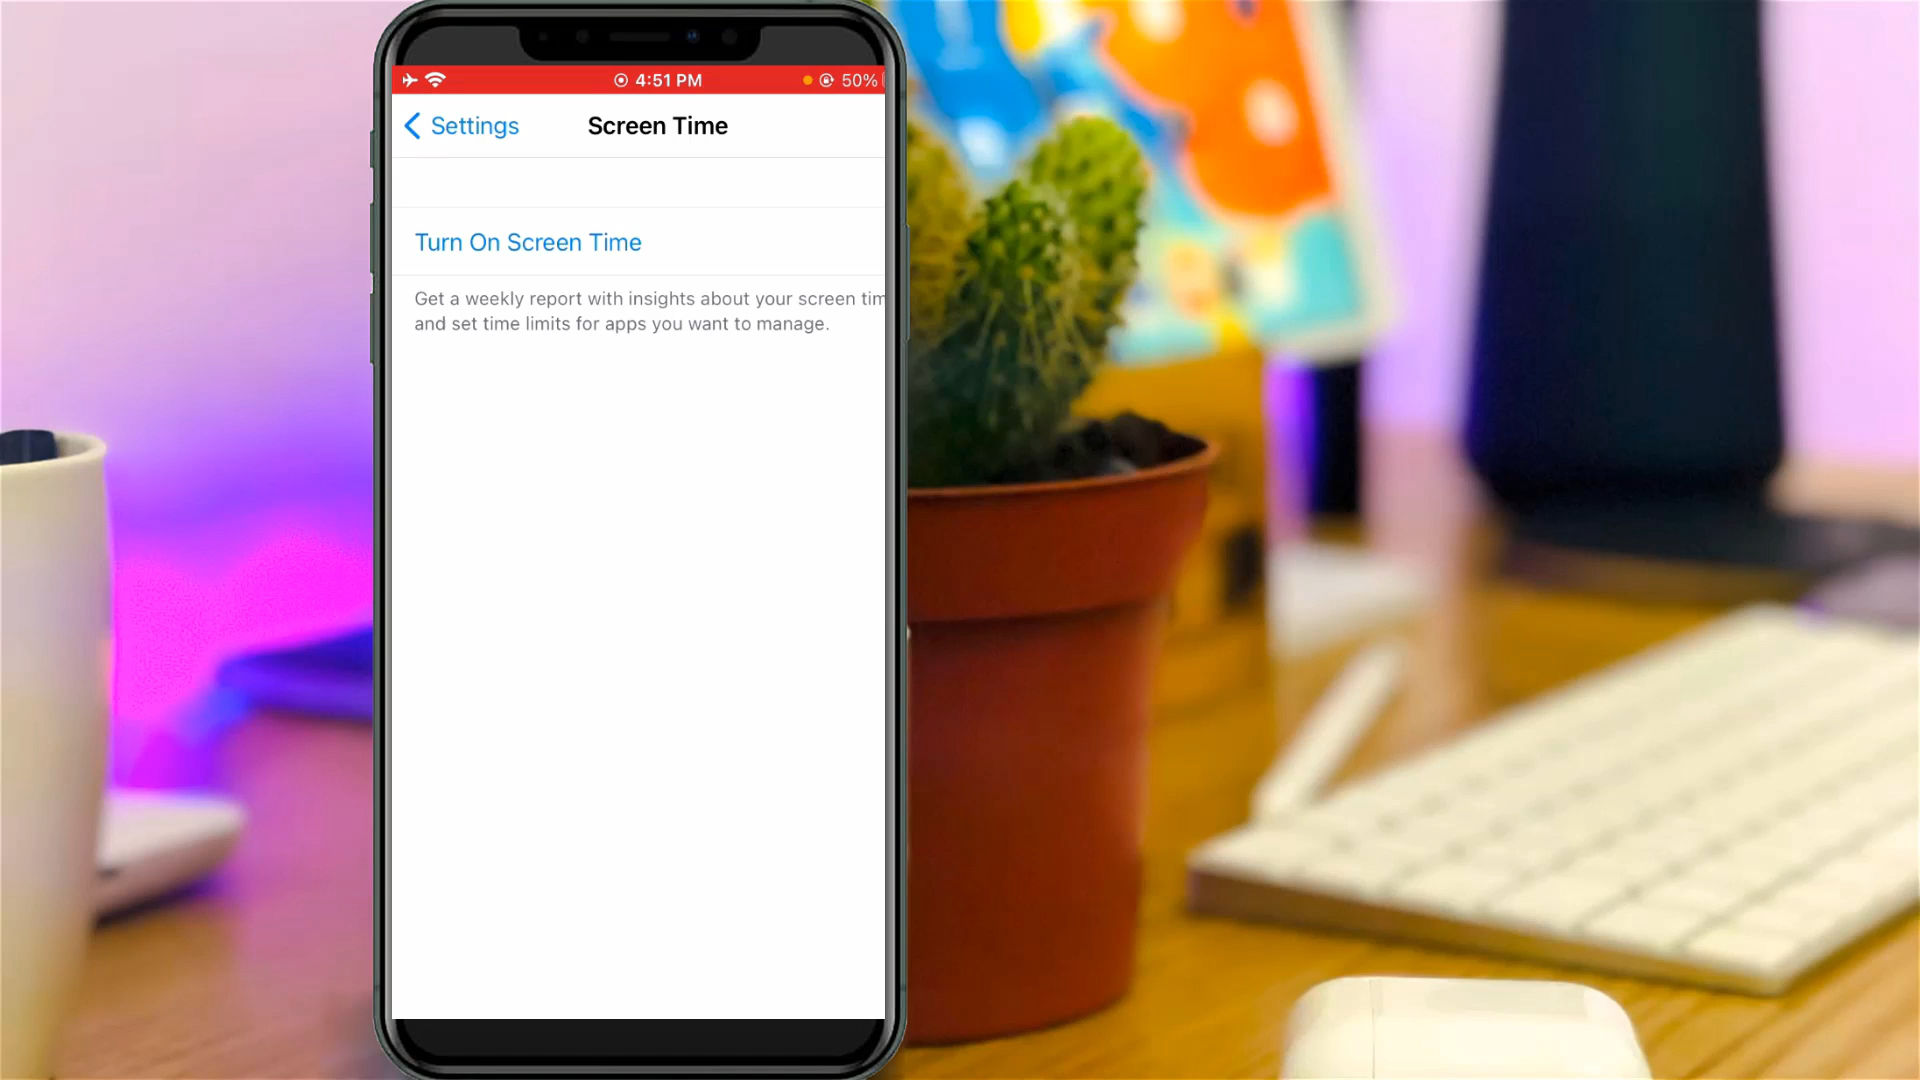 4:51 PM 50%
Settings Screen Time
Turn On Screen Time
Get a weekly report with insights about your screen tim
and set time limits for apps you want to manage.